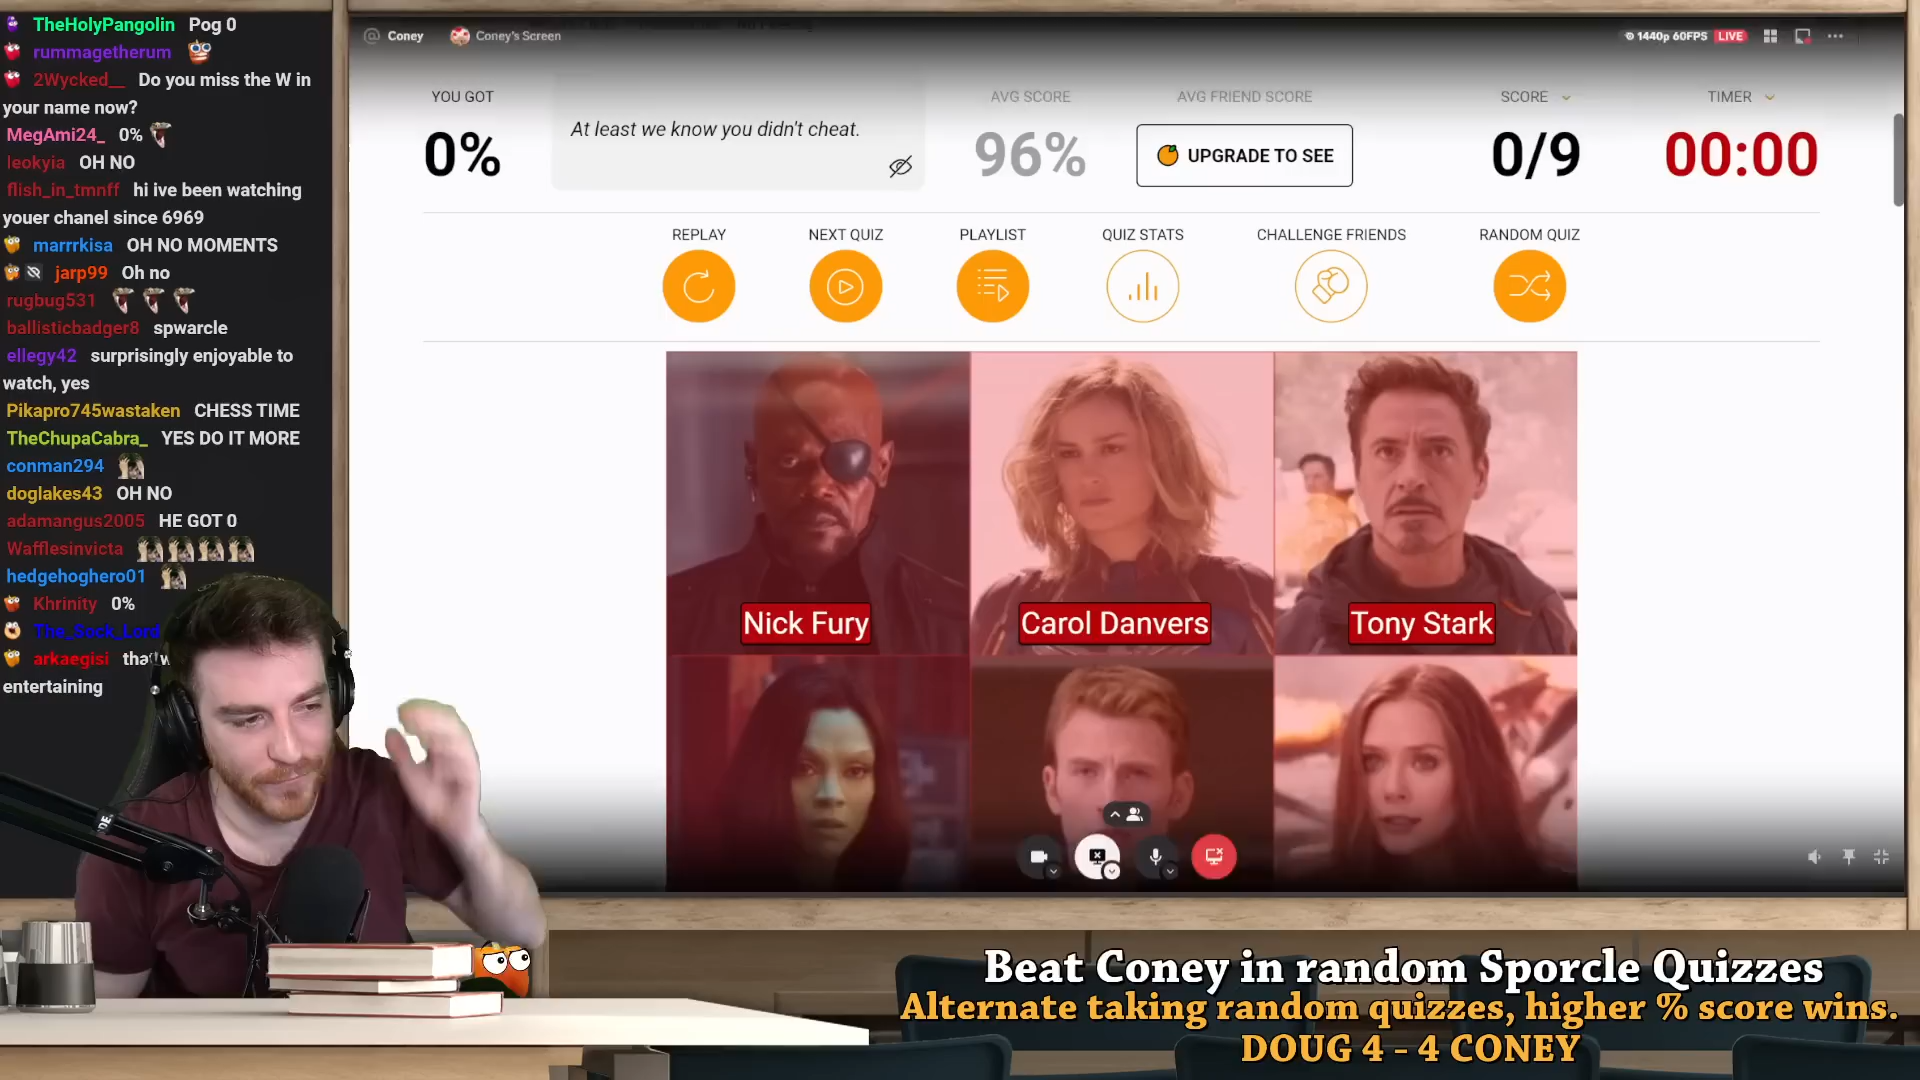 TheHolyPangolin Pog 0
rummagetherum
2Wycked__ Do you miss the W in
your name now?
MegAmi24_ 0%
leokyia OH NO
flish_in_tmnff hi ive been watching
youer chanel since 6969
marrrkisa OH NO MOMENTS
jarp99 Oh no
rugbug531
ballisticbadger8 spwarcle
ellegy42 surprisingly enjoyable to
watch, yes
Pikapro745wastaken CHESS TIME
TheChupaCabra_ YES DO IT MORE
conman294
doglakes43 OH NO
adamangus2005 HE GOT 0
Wafflesinvicta
hedgehoghero01
Khrinity 0%
The_Sock_Lord
arkaegisi
entertaining
Coney
Coney's Screen
1440p 60FPS LIVE
YOU GOT
0%
At least we know you didn't cheat.
AVG SCORE
96%
AVG FRIEND SCORE
UPGRADE TO SEE
SCORE
0/9
TIMER
00:00
REPLAY
NEXT QUIZ
PLAYLIST
QUIZ STATS
CHALLENGE FRIENDS
RANDOM QUIZ
Nick Fury
Carol Danvers
Tony Stark
Beat Coney in random Sporcle Quizzes
Alternate taking random quizzes, higher % score wins.
DOUG 4 - 4 CONEY